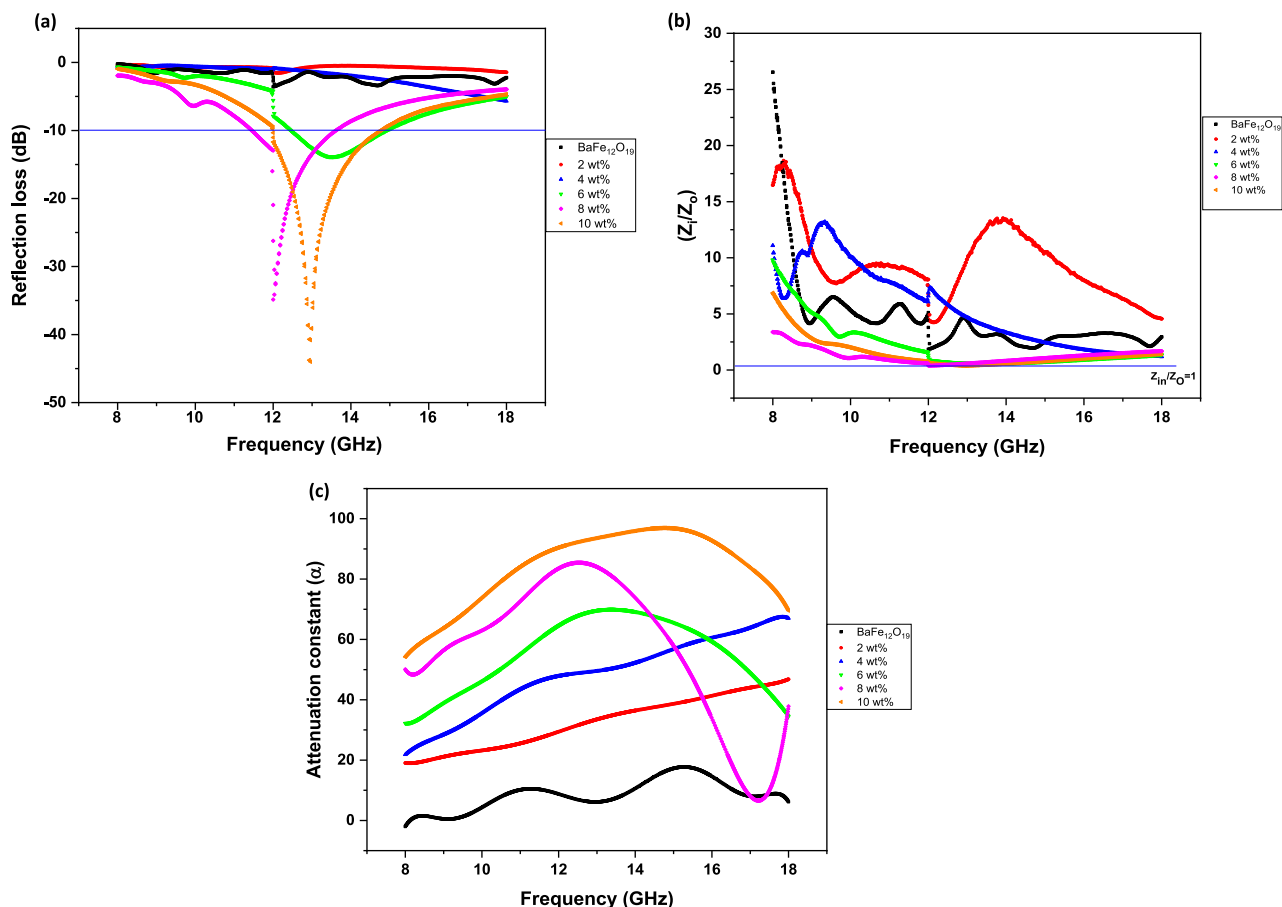 (a)
0
-10
-20
-30
-40
-50
Reflection loss (dB)
8 10 12 14 16 18
Frequency (GHz)
BaFe₁₂O₁₉
2 wt%
4 wt%
6 wt%
8 wt%
10 wt%
(b)
30
25
20
15
10
5
0
(Zᵢ/Zₒ)
Zᵢₙ/Z_O=1
8 10 12 14 16 18
Frequency (GHz)
BaFe₁₂O₁₉
2 wt%
4 wt%
6 wt%
8 wt%
10 wt%
(c)
100
80
60
40
20
0
Attenuation constant (α)
8 10 12 14 16 18
Frequency (GHz)
BaFe₁₂O₁₉
2 wt%
4 wt%
6 wt%
8 wt%
10 wt%